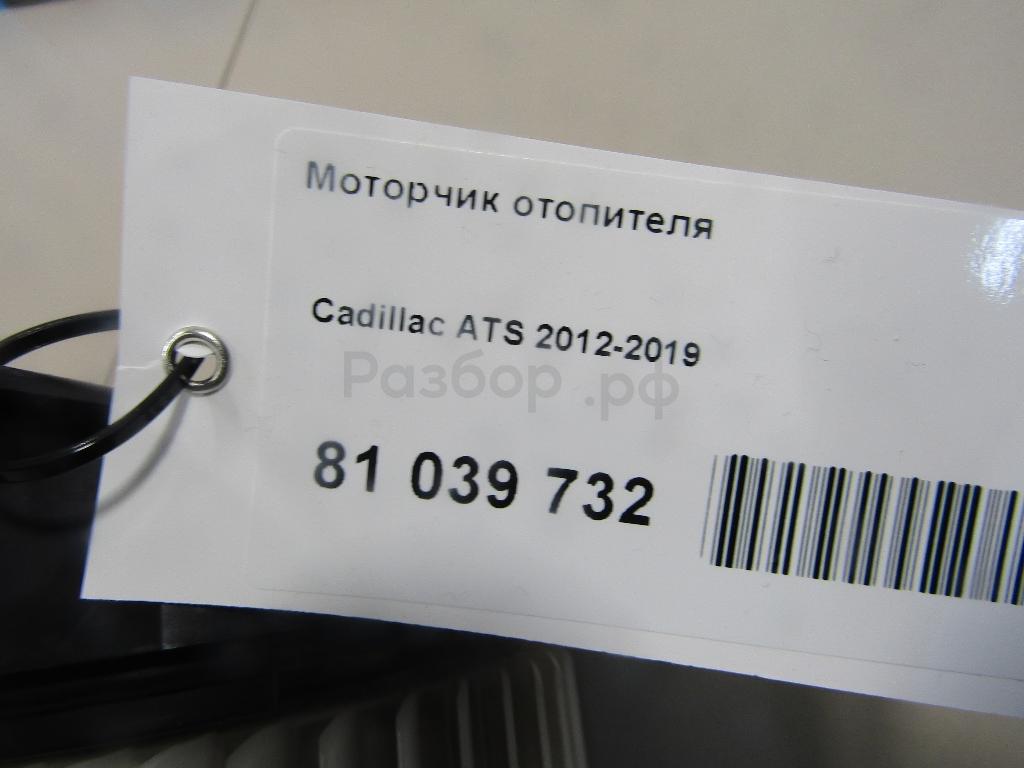 Моторчик отопителя
Cadillac ATS 2012-2019
Разбор.рф
81 039 732